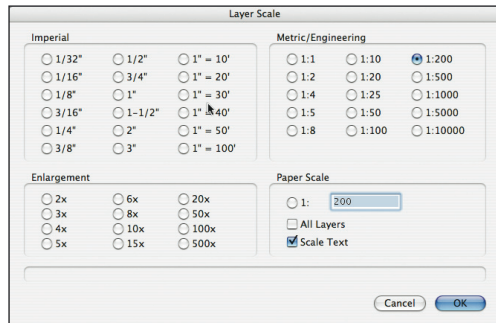 Layer Scale
Imperial
1/32" 1/2" 1" = 10'
1/16" 3/4" 1" = 20'
1/8" 1" 1" = 30'
3/16" 1-1/2" 1" = 40'
1/4" 2" 1" = 50'
3/8" 3" 1" = 100'
Metric/Engineering
1:1 1:10 1:200
1:2 1:20 1:500
1:4 1:25 1:1000
1:5 1:50 1:5000
1:8 1:100 1:10000
Enlargement
2x 6x 20x
3x 8x 50x
4x 10x 100x
5x 15x 500x
Paper Scale
1: 200
All Layers
Scale Text
Cancel OK